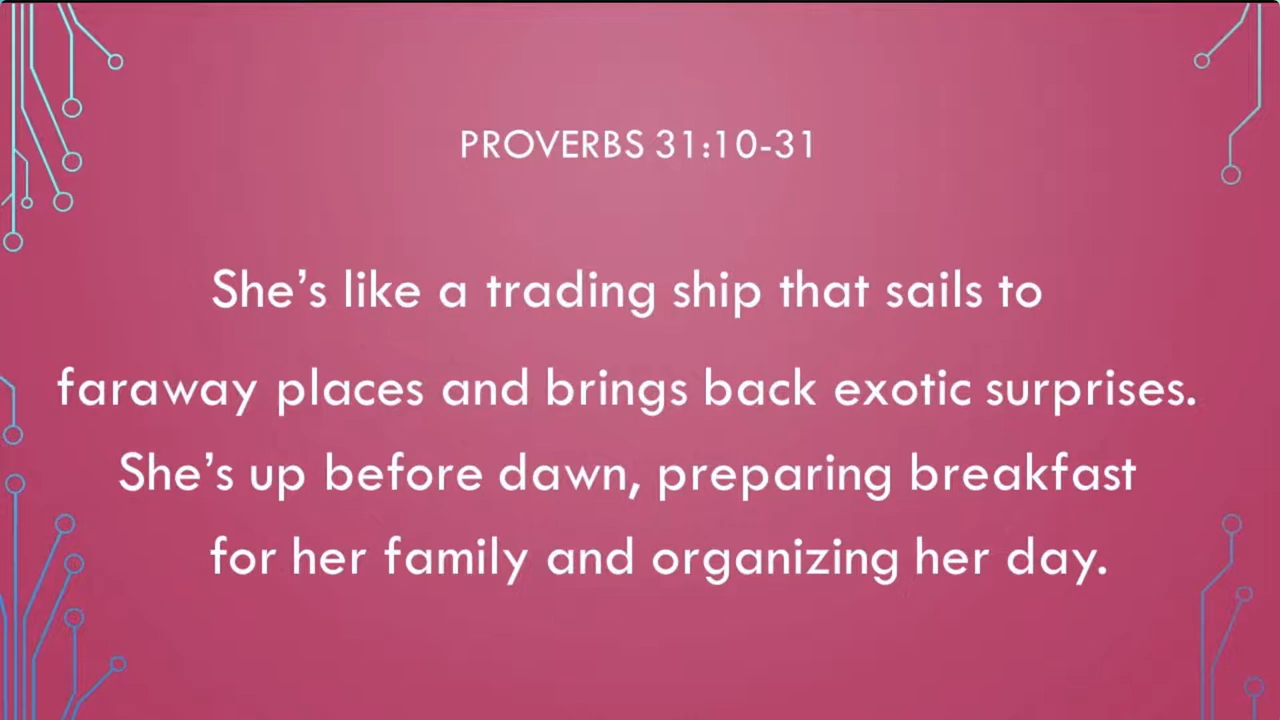 PROVERBS 31:10-31
She’s like a trading ship that sails to
faraway places and brings back exotic surprises.
She’s up before dawn, preparing breakfast
for her family and organizing her day.